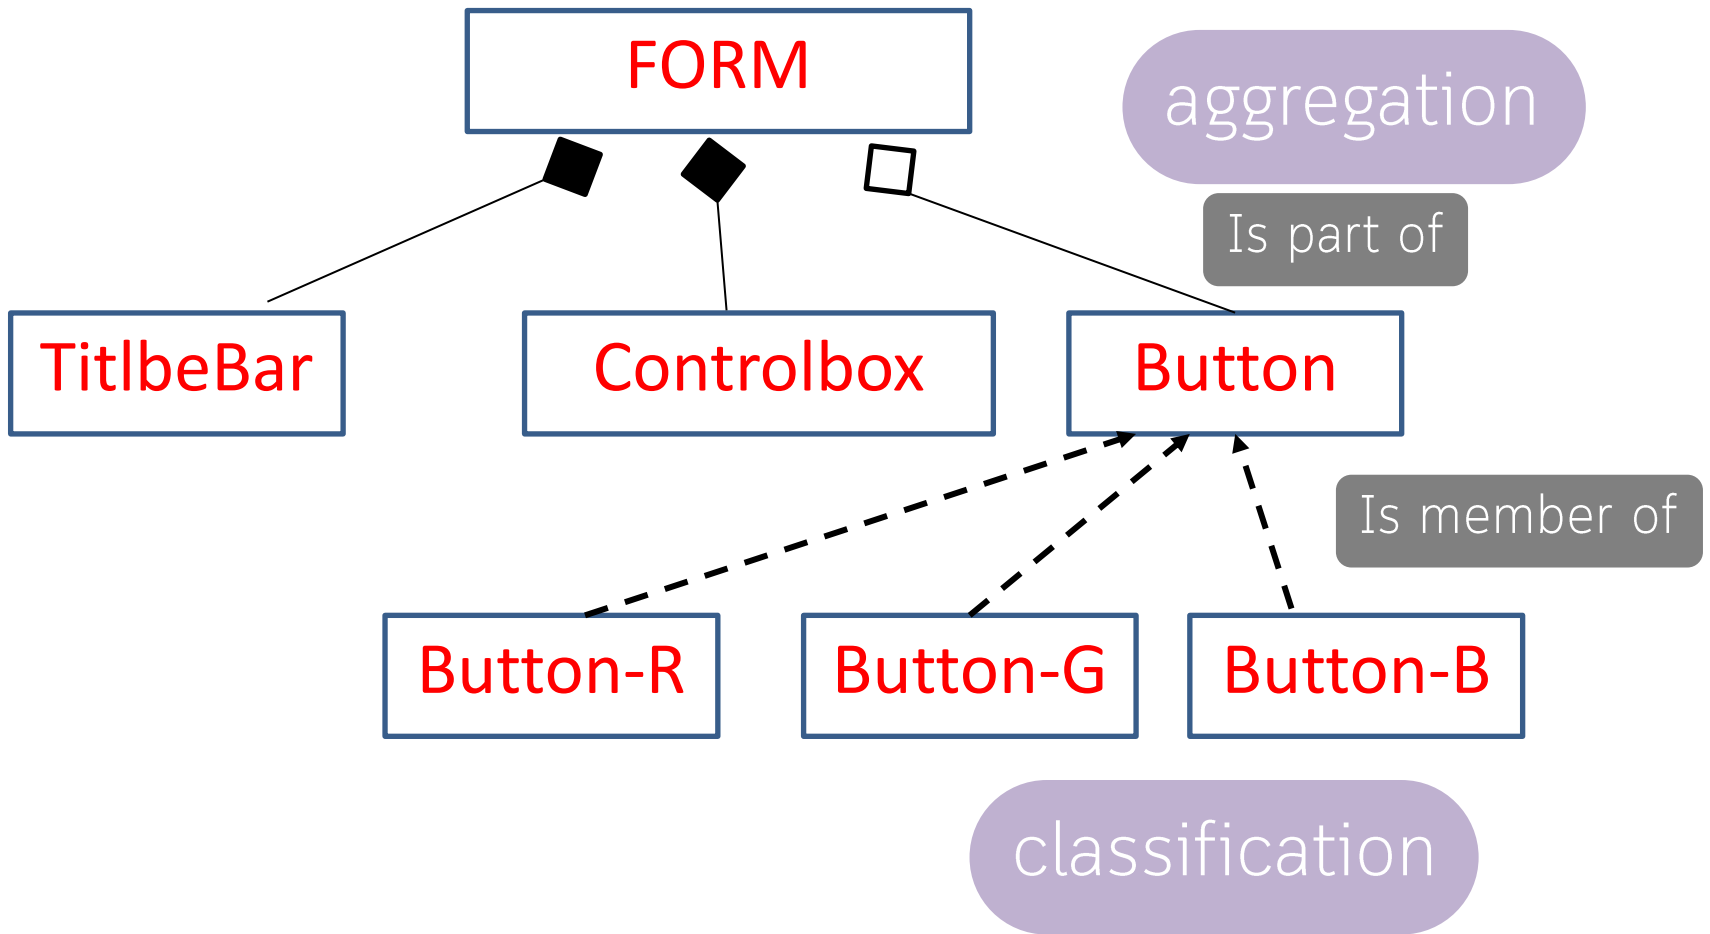 FORM
aggregation
Is part of
TitlbeBar
Controlbox
Button
Is member of
Button-R
Button-G
Button-B
classification